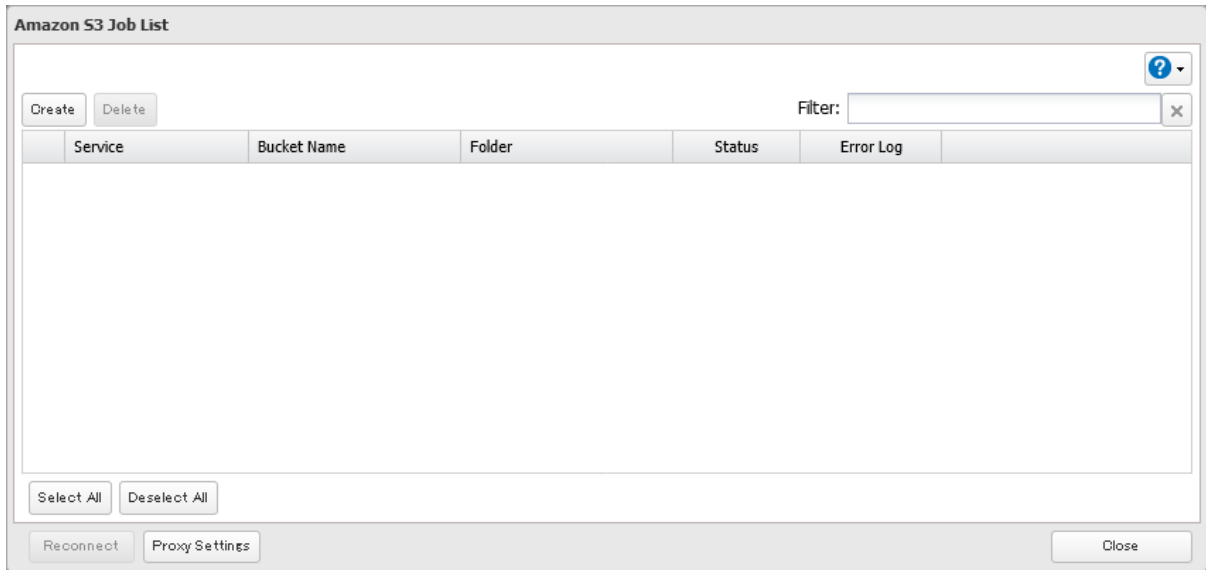 Amazon S3 Job List
?
Create Delete Filter:
Service Bucket Name Folder Status Error Log
Select All Deselect All
Reconnect Proxy Settings Close